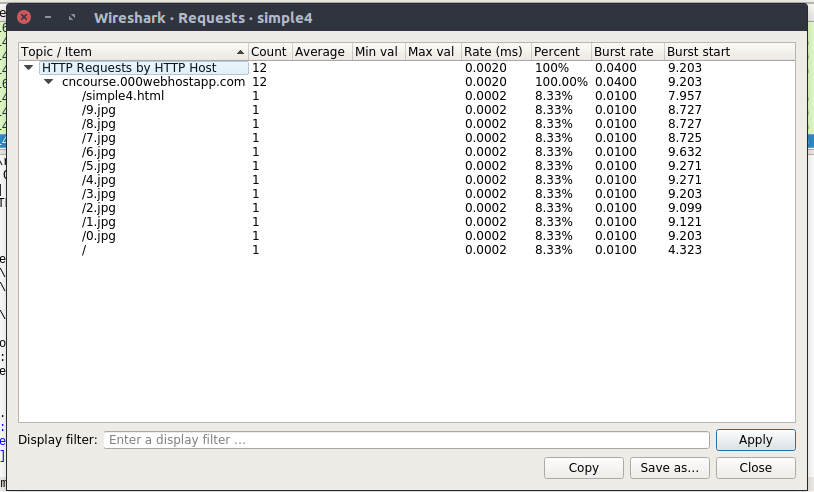 Wireshark · Requests · simple4
Topic / Item Count Average Min val Max val Rate (ms) Percent Burst rate Burst start
HTTP Requests by HTTP Host 12 0.0020 100% 0.0400 9.203
cncourse.000webhostapp.com 12 0.0020 100.00% 0.0400 9.203
/simple4.html 1 0.0002 8.33% 0.0100 7.957
/9.jpg 1 0.0002 8.33% 0.0100 8.727
/8.jpg 1 0.0002 8.33% 0.0100 8.727
/7.jpg 1 0.0002 8.33% 0.0100 8.725
/6.jpg 1 0.0002 8.33% 0.0100 9.632
/5.jpg 1 0.0002 8.33% 0.0100 9.271
/4.jpg 1 0.0002 8.33% 0.0100 9.271
/3.jpg 1 0.0002 8.33% 0.0100 9.203
/2.jpg 1 0.0002 8.33% 0.0100 9.099
/1.jpg 1 0.0002 8.33% 0.0100 9.121
/0.jpg 1 0.0002 8.33% 0.0100 9.203
/ 1 0.0002 8.33% 0.0100 4.323
Display filter: Enter a display filter ... Apply
Copy Save as... Close